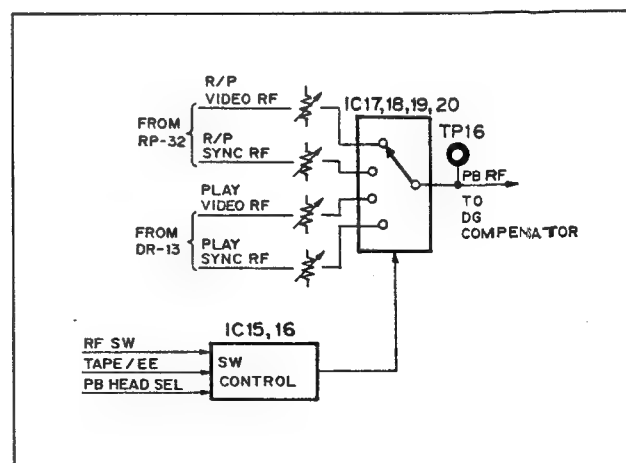 R/P
VIDEO RF
IC17,18,19,20
FROM
RP-32
R/P
SYNC RF
TP16
PB RF
TO
DG
COMPENATOR
PLAY
VIDEO RF
FROM
DR-13
PLAY
SYNC RF
IC15,16
RF SW
TAPE/EE
PB HEAD SEL
SW
CONTROL